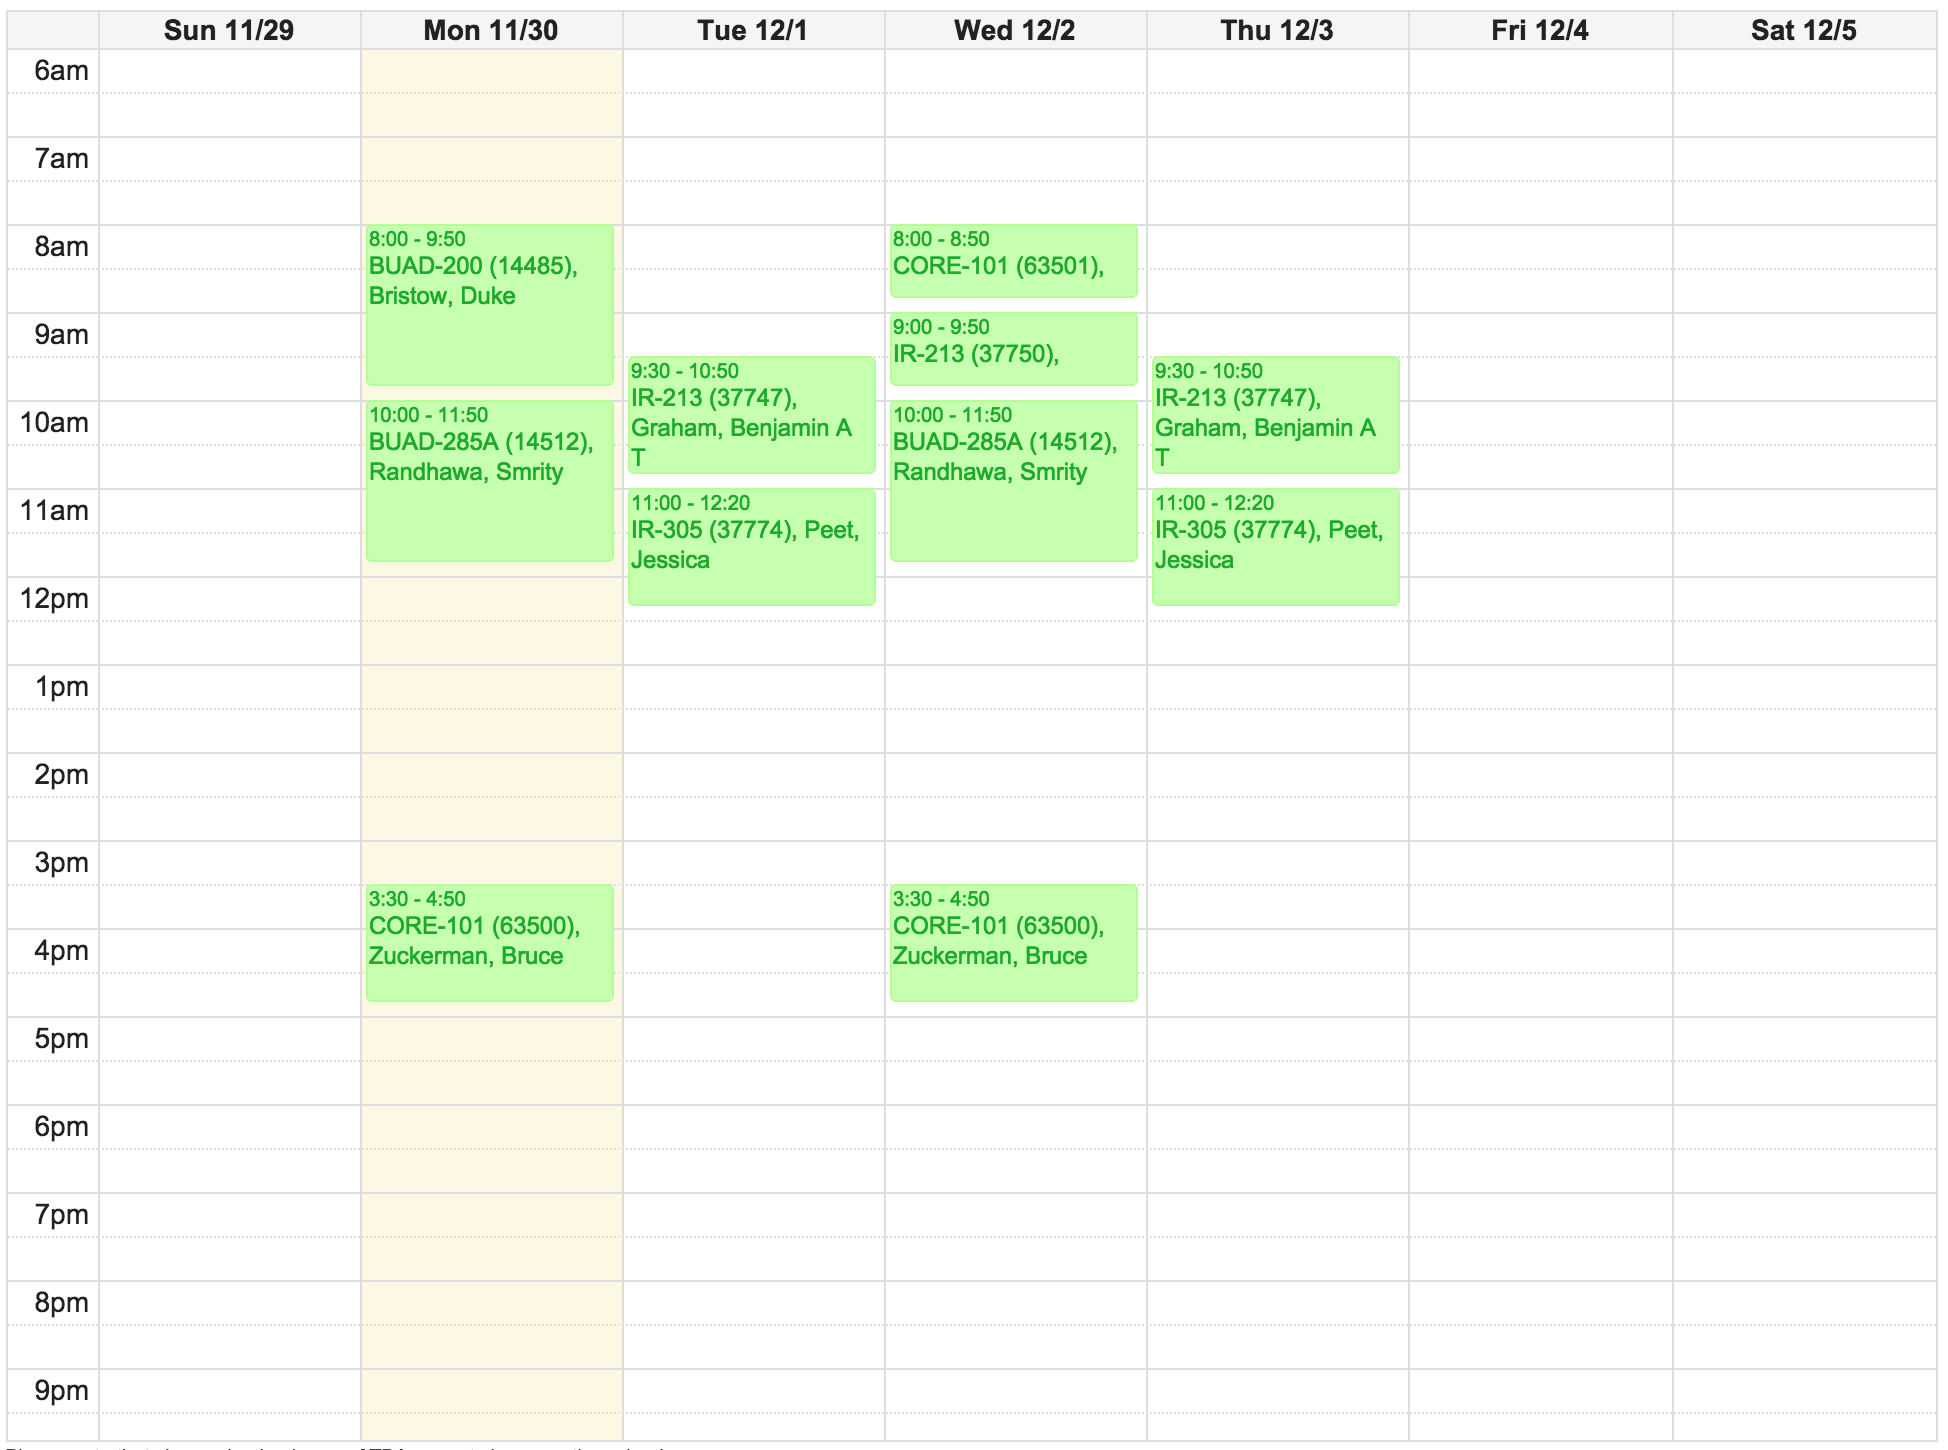 Sun 11/29 Mon 11/30 Tue 12/1 Wed 12/2 Thu 12/3 Fri 12/4 Sat 12/5
6am
7am
8am
9am
10am
11am
12pm
1pm
2pm
3pm
4pm
5pm
6pm
7pm
8pm
9pm
8:00 - 9:50
BUAD-200 (14485),
Bristow, Duke
10:00 - 11:50
BUAD-285A (14512),
Randhawa, Smrity
3:30 - 4:50
CORE-101 (63500),
Zuckerman, Bruce
9:30 - 10:50
IR-213 (37747),
Graham, Benjamin A
T
11:00 - 12:20
IR-305 (37774), Peet,
Jessica
8:00 - 8:50
CORE-101 (63501),
9:00 - 9:50
IR-213 (37750),
10:00 - 11:50
BUAD-285A (14512),
Randhawa, Smrity
3:30 - 4:50
CORE-101 (63500),
Zuckerman, Bruce
9:30 - 10:50
IR-213 (37747),
Graham, Benjamin A
T
11:00 - 12:20
IR-305 (37774), Peet,
Jessica